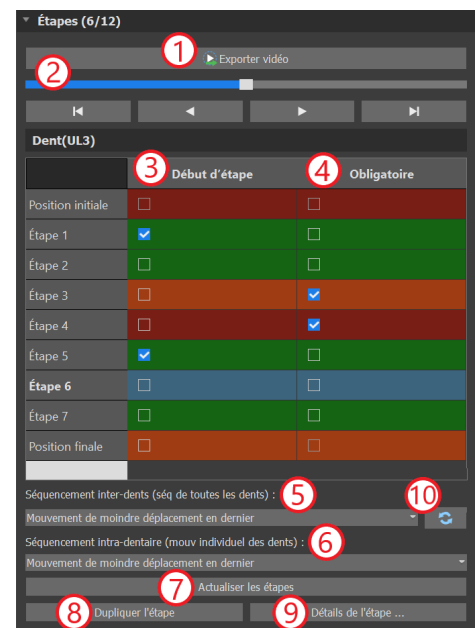 Étapes (6/12)
1 Exporter vidéo
2
Dent(UL3)
3 Début d'étape 4 Obligatoire
Position initiale
Étape 1
Étape 2
Étape 3
Étape 4
Étape 5
Étape 6
Étape 7
Position finale
Séquencement inter-dents (séq de toutes les dents) : 5 10
Mouvement de moindre déplacement en dernier
Séquencement intra-dentaire (mouv individuel des dents) : 6
Mouvement de moindre déplacement en dernier
7 Actualiser les étapes
8 Dupliquer l'étape 9 Détails de l'étape ...